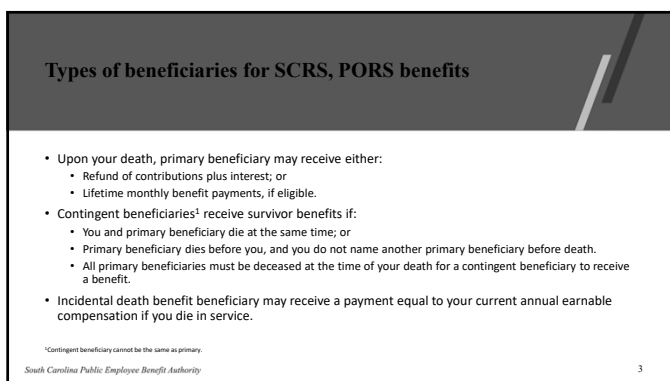 Types of beneficiaries for SCRS, PORS benefits
• Upon your death, primary beneficiary may receive either:
• Refund of contributions plus interest; or
• Lifetime monthly benefit payments, if eligible.
• Contingent beneficiaries¹ receive survivor benefits if:
• You and primary beneficiary die at the same time; or
• Primary beneficiary dies before you, and you do not name another primary beneficiary before death.
• All primary beneficiaries must be deceased at the time of your death for a contingent beneficiary to receive
a benefit.
• Incidental death benefit beneficiary may receive a payment equal to your current annual earnable
compensation if you die in service.
¹Contingent beneficiary cannot be the same as primary.
South Carolina Public Employee Benefit Authority
3